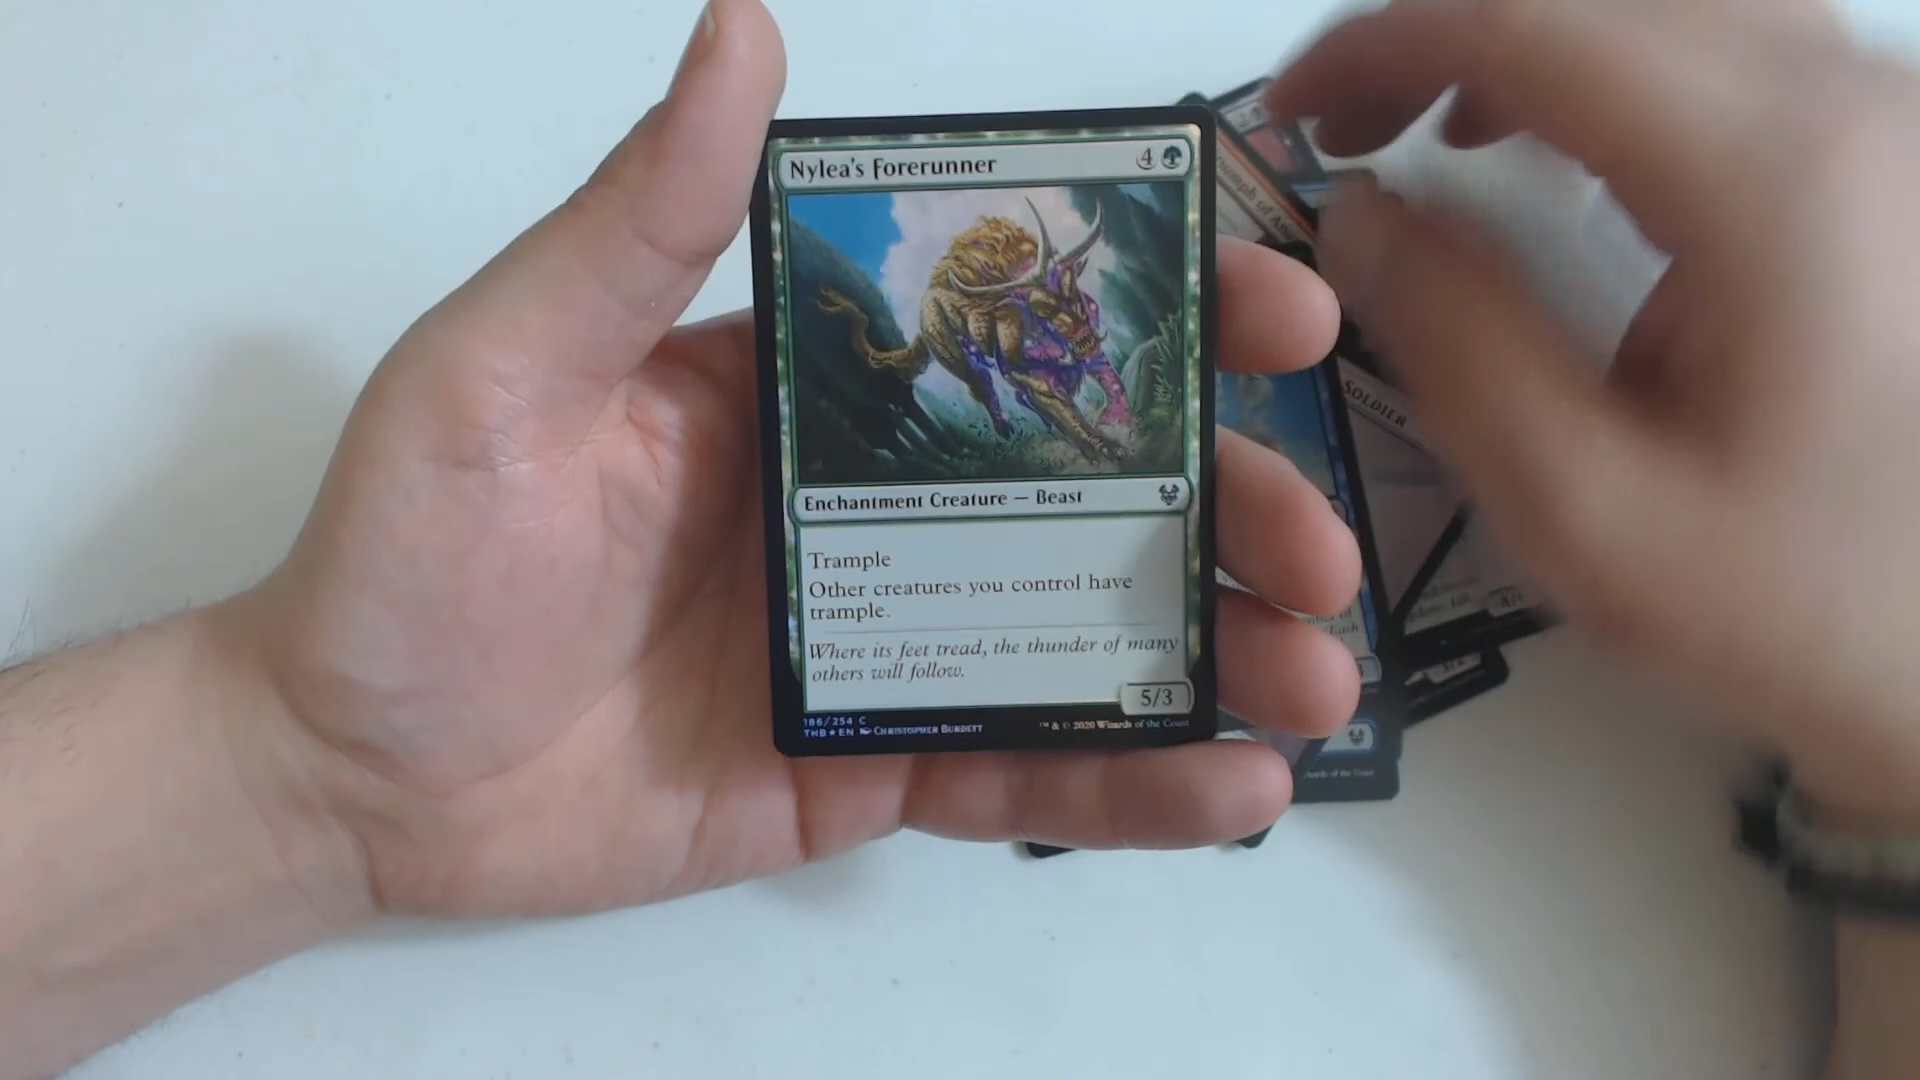 Nylea's Forerunner 4
Enchantment Creature — Beast
Trample
Other creatures you control have
trample.
Where its feet tread, the thunder of many
others will follow.
5/3
186/254 C
THB★EN Christopher Burdett
™ & © 2020 Wizards of the Coast
SOLDIER